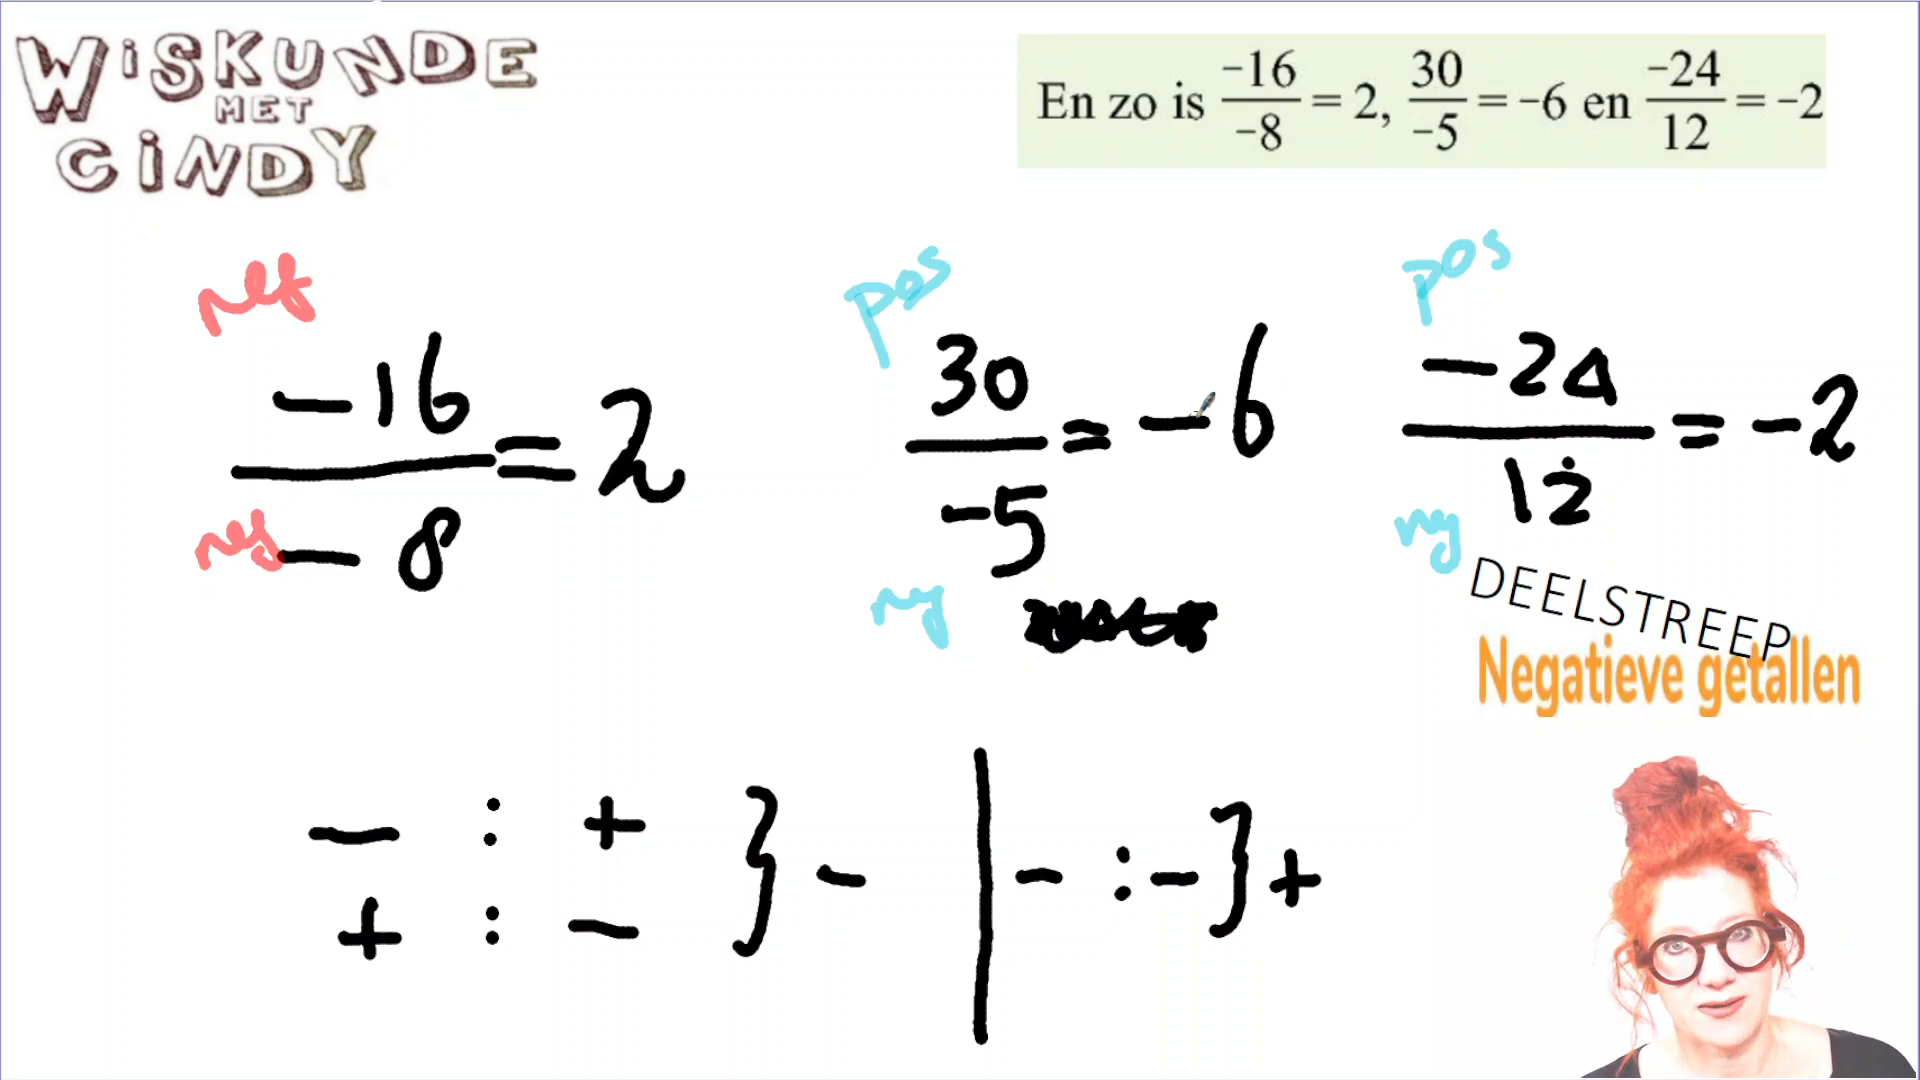 WiSKUNDE
MET
CiNDY
En zo is -16/-8 = 2, 30/-5 = -6 en -24/12 = -2
neg
pos
pos
-16/-8 = 2
30/-5 = -6
-24/12 = -2
neg
neg
neg
DEELSTREEP
Negatieve getallen
- : + } -
+ : -
- : - } +